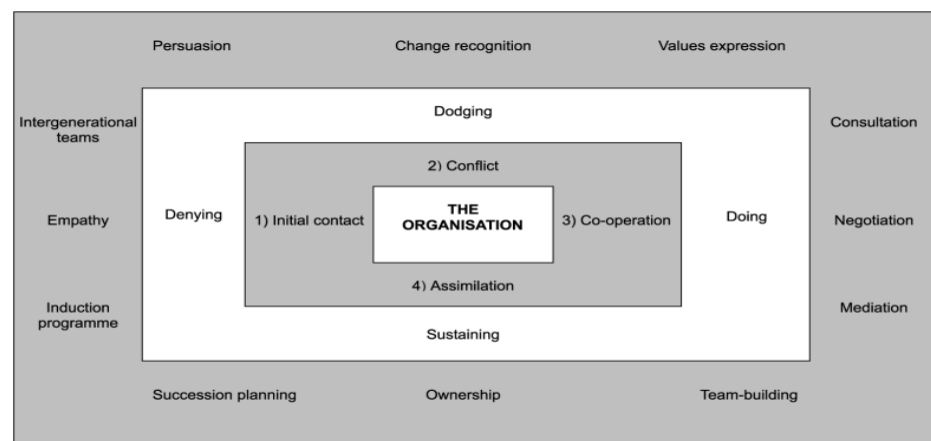 Persuasion Change recognition Values expression
Dodging
Intergenerational
teams
Consultation
2) Conflict
Empathy Denying 1) Initial contact THE
ORGANISATION 3) Co-operation Doing Negotiation
4) Assimilation
Induction
programme
Mediation
Sustaining
Succession planning Ownership Team-building